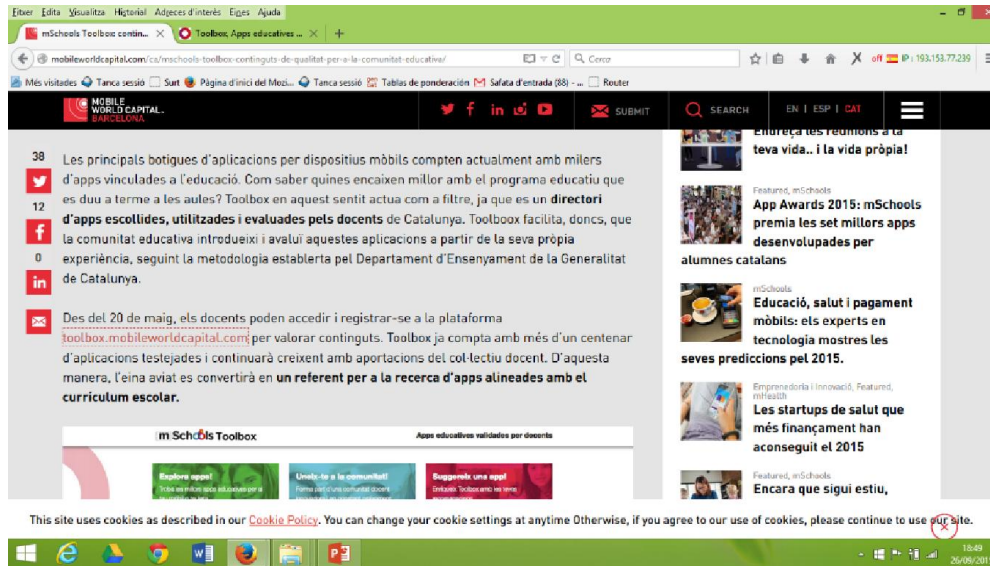 Fitxer Edita Visualitza Historial Adreces d'interès Eines Ajuda
mSchools Toolbox: contin...
Toolbox, Apps educatives ...
mobileworldcapital.com/ca/mschools-toolbox-continguts-de-qualitat-per-a-la-comunitat-educativa/
Cerca
off IP: 193.153.77.239
Més visitades Tanca sessió Surt Pàgina d'inici del Mozi... Tanca sessió Tablas de ponderación Safata d'entrada (88) - ... Router
MOBILE
WORLD CAPITAL.
BARCELONA
SUBMIT
SEARCH
EN | ESP | CAT
38
12
0
Les principals botigues d'aplicacions per dispositius mòbils compten actualment amb milers
d'apps vinculades a l'educació. Com saber quines encaixen millor amb el programa educatiu que
es duu a terme a les aules? Toolbox en aquest sentit actua com a filtre, ja que es un directori
d'apps escollides, utilitzades i evaluades pels docents de Catalunya. Toolboox facilita, doncs, que
la comunitat educativa introdueixi i avaluï aquestes aplicacions a partir de la seva pròpia
experiència, seguint la metodologia establerta pel Departament d'Ensenyament de la Generalitat
de Catalunya.
Des del 20 de maig, els docents poden accedir i registrar-se a la plataforma
toolbox.mobileworldcapital.com per valorar continguts. Toolbox ja compta amb més d'un centenar
d'aplicacions testejades i continuarà creixent amb aportacions del col·lectiu docent. D'aquesta
manera, l'eina aviat es convertirà en un referent per a la recerca d'apps alineades amb el
curriculum escolar.
mSchools Toolbox
Apps educatives validades per docents
Explora apps!
Uneix-te a la comunitat!
Suggereix una app!
Endreça les reunions a la
teva vida.. i la vida pròpia!
Featured, mSchools
App Awards 2015: mSchools
premia les set millors apps
desenvolupades per
alumnes catalans
mSchools
Educació, salut i pagament
mòbils: els experts en
tecnologia mostres les
seves prediccions pel 2015.
Emprenedoria i Innovació, Featured,
mHealth
Les startups de salut que
més finançament han
aconseguit el 2015
Featured, mSchools
Encara que sigui estiu,
This site uses cookies as described in our Cookie Policy. You can change your cookie settings at anytime Otherwise, if you agree to our use of cookies, please continue to use our site.
18:49